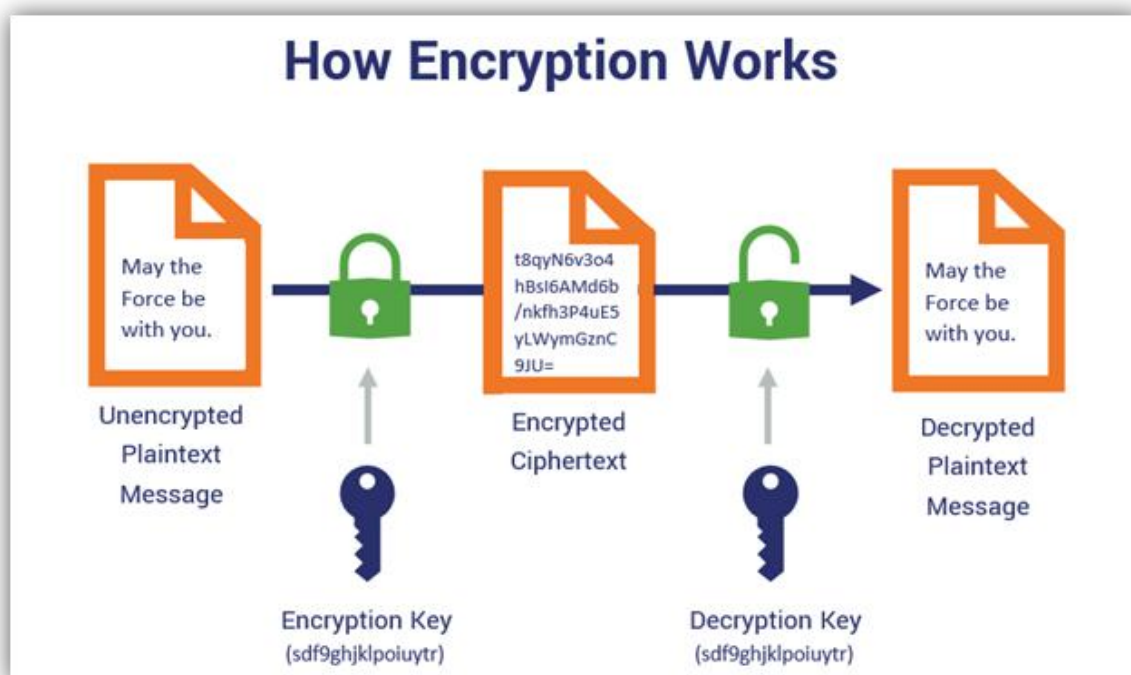 How Encryption Works
May the
Force be
with you.
Unencrypted
Plaintext
Message
Encryption Key
(sdf9ghjklpoiuytr)
t8qyN6v3o4
hBsI6AMd6b
/nkfh3P4uE5
yLWymGznC
9JU=
Encrypted
Ciphertext
Decryption Key
(sdf9ghjklpoiuytr)
May the
Force be
with you.
Decrypted
Plaintext
Message